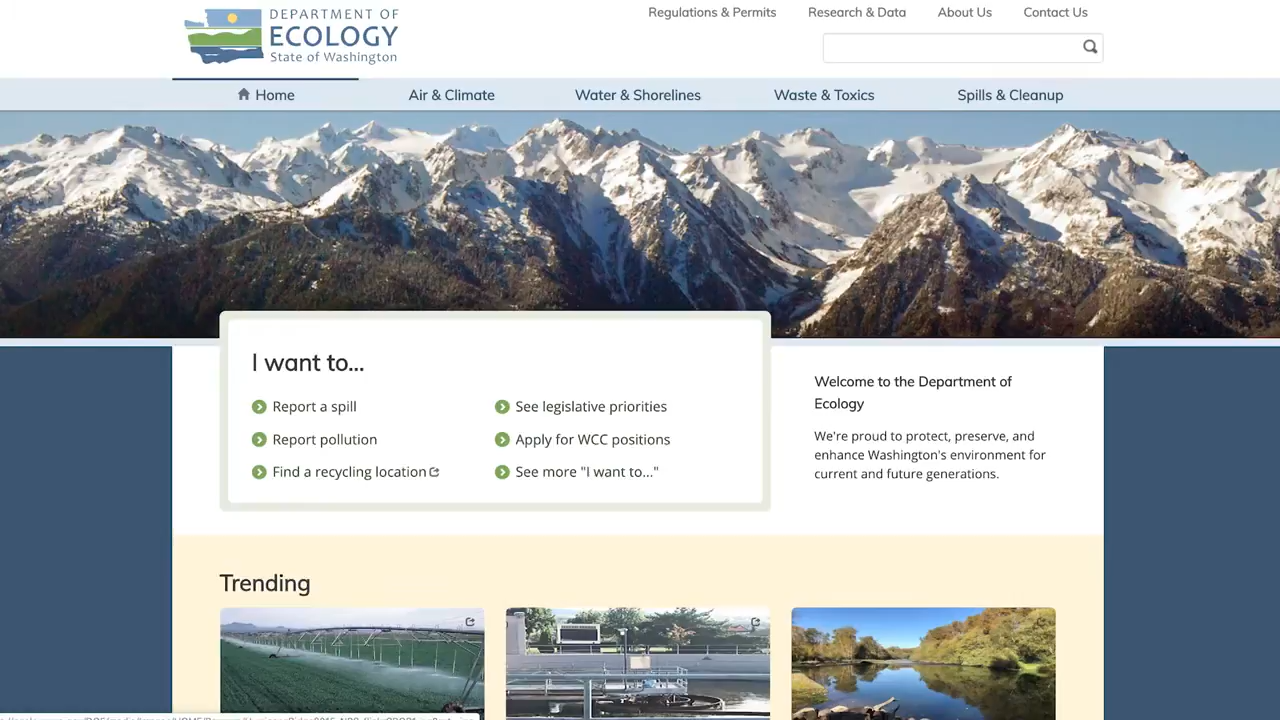 DEPARTMENT OF
ECOLOGY
State of Washington
Regulations & Permits
Research & Data
About Us
Contact Us
Home
Air & Climate
Water & Shorelines
Waste & Toxics
Spills & Cleanup
I want to...
Report a spill
See legislative priorities
Report pollution
Apply for WCC positions
Find a recycling location
See more "I want to..."
Welcome to the Department of
Ecology
We're proud to protect, preserve, and
enhance Washington's environment for
current and future generations.
Trending